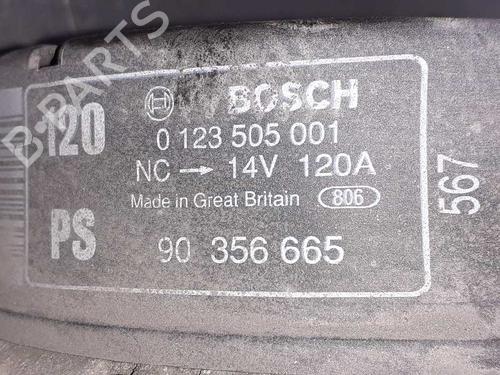 120
BOSCH
0 123 505 001
NC → 14V 120A
Made in Great Britain 806
PS
90 356 665
567
B-PARTS